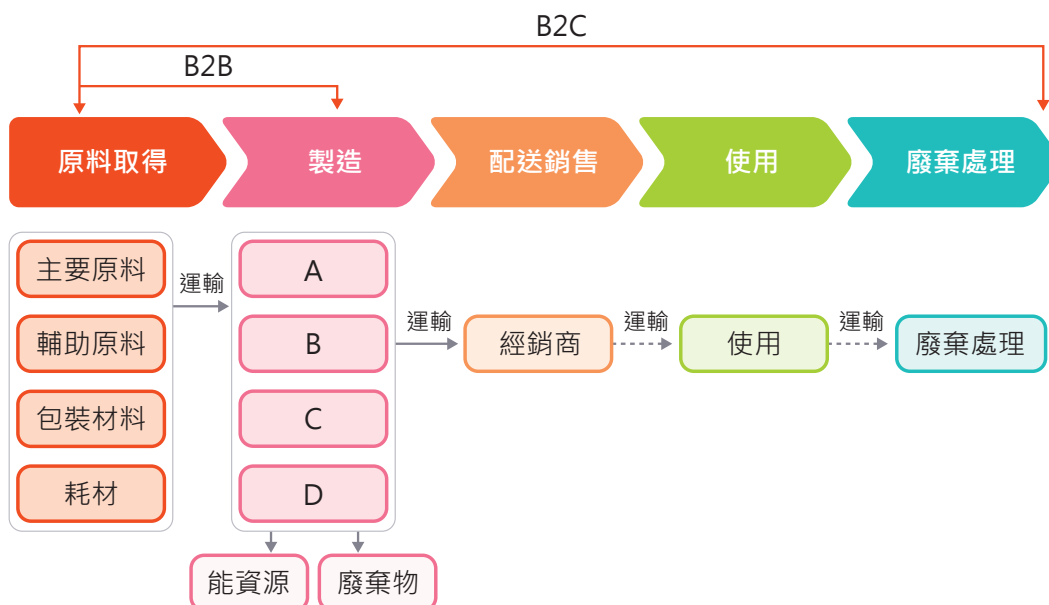 B2C
B2B
原料取得
製造
配送銷售
使用
廢棄處理
主要原料
輔助原料
包裝材料
耗材
運輸
A
B
C
D
能資源
廢棄物
運輸
經銷商
運輸
使用
運輸
廢棄處理